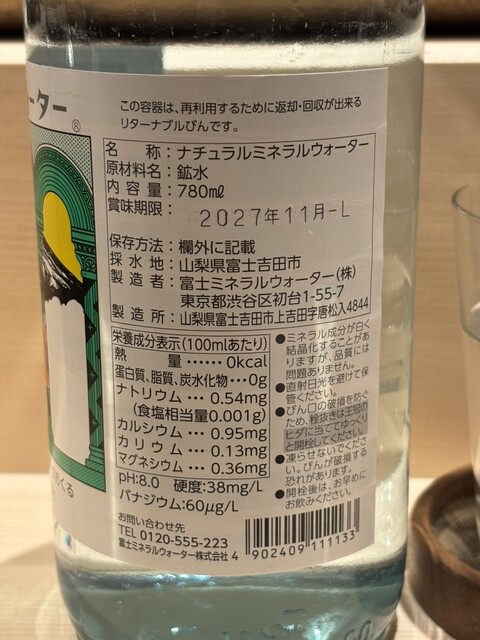 ーター®
この容器は、再利用するために返却・回収が出来る
リターナブルびんです。
名 称：ナチュラルミネラルウォーター
原材料名：鉱水
内 容 量：780mℓ
賞味期限：
2027年11月-L
保存方法：欄外に記載
採 水 地：山梨県富士吉田市
製 造 者：富士ミネラルウォーター(株)
東京都渋谷区初台1-55-7
製 造 所：山梨県富士吉田市上吉田字唐松入4844
栄養成分表示(100mlあたり)
熱 量……0kcal
蛋白質、脂質、炭水化物…0g
ナトリウム…0.54mg
(食塩相当量0.001g)
カルシウム…0.95mg
カ リ ウ ム…0.13mg
マグネシウム…0.36mg
pH:8.0 硬度:38mg/L
バナジウム:60μg/L
●ミネラル成分が白く
結晶化することがあ
りますが、品質には
問題ありません。
●直射日光を避けて保
管ください。
●びん口の破損を防ぐ
ため、栓抜きは王冠の
ヒダに当ててゆっくり
と開栓してください。
●凍らせないでくださ
い。びんが破損する
恐れがあります。
●開栓後は、お早めに
お飲みください。
お問い合わせ先
TEL 0120-555-223
富士ミネラルウォーター株式会社
4 902409 111133